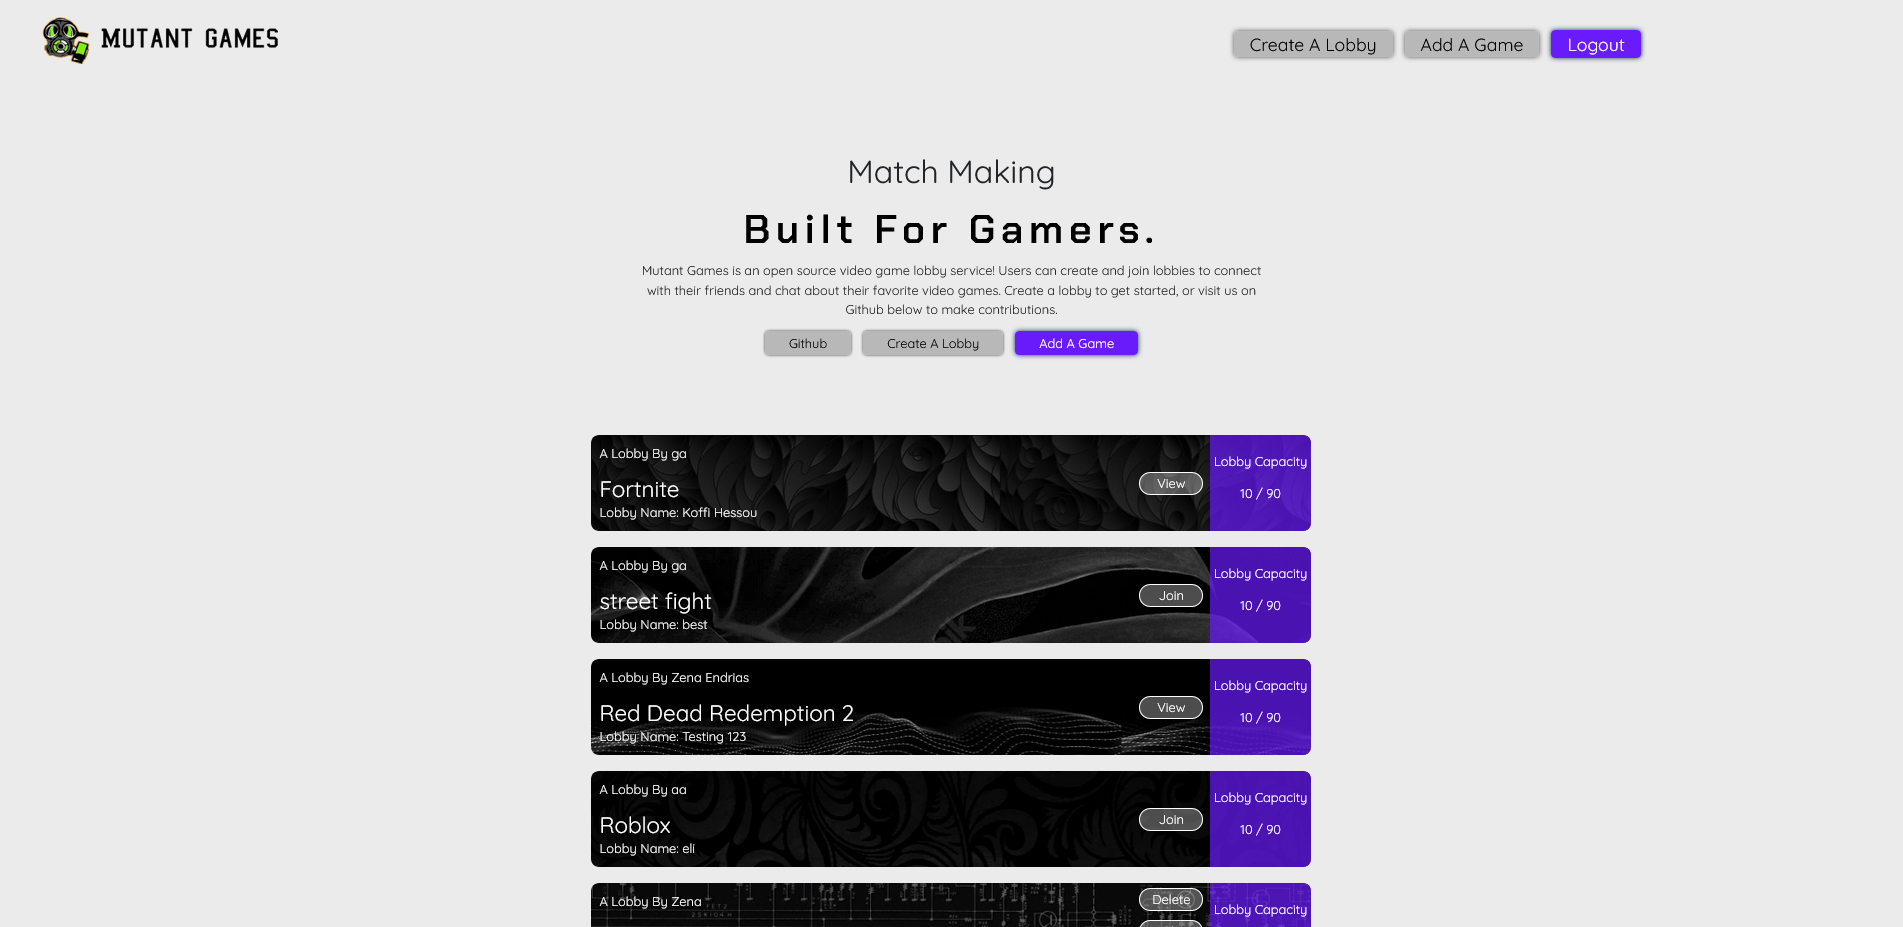 MUTANT GAMES
Create A Lobby
Add A Game
Logout
Match Making
Built For Gamers.
Mutant Games is an open source video game lobby service! Users can create and join lobbies to connect
with their friends and chat about their favorite video games. Create a lobby to get started, or visit us on
Github below to make contributions.
Github
Create A Lobby
Add A Game
A Lobby By ga
Fortnite
Lobby Name: Koffi Hessou
View
Lobby Capacity
10 / 90
A Lobby By ga
street fight
Lobby Name: best
Join
Lobby Capacity
10 / 90
A Lobby By Zena Endrias
Red Dead Redemption 2
Lobby Name: Testing 123
View
Lobby Capacity
10 / 90
A Lobby By aa
Roblox
Lobby Name: eli
Join
Lobby Capacity
10 / 90
A Lobby By Zena
Delete
Lobby Capacity